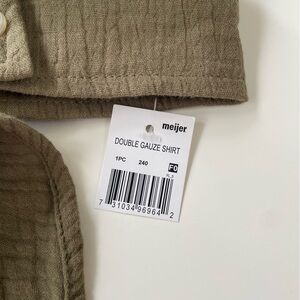 meijer
DOUBLE GAUZE SHIRT
1PC 240 F0
7 31034 96964 2